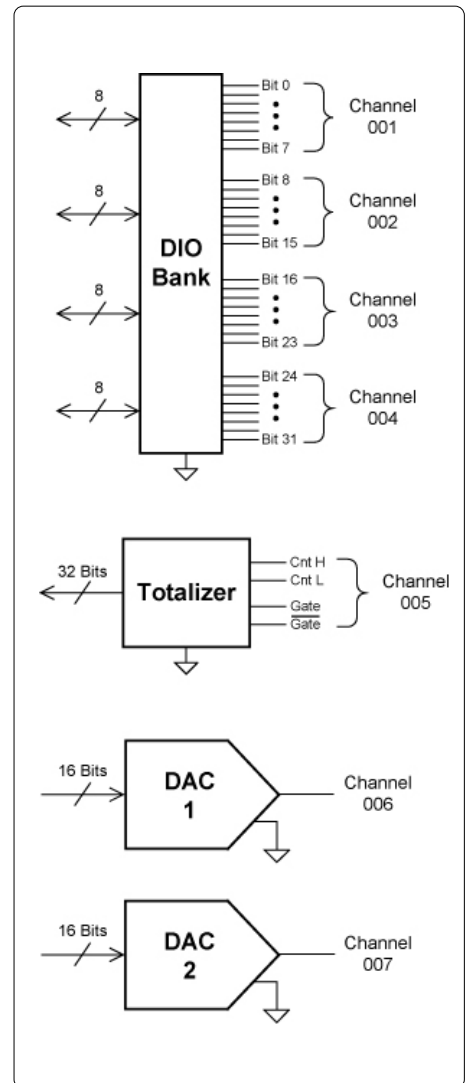 8
Bit 0
Bit 7
Channel
001
8
Bit 8
Bit 15
Channel
002
DIO
Bank
8
Bit 16
Bit 23
Channel
003
8
Bit 24
Bit 31
Channel
004
32 Bits
Totalizer
Cnt H
Cnt L
Gate
Gate
Channel
005
16 Bits
DAC
1
Channel
006
16 Bits
DAC
2
Channel
007